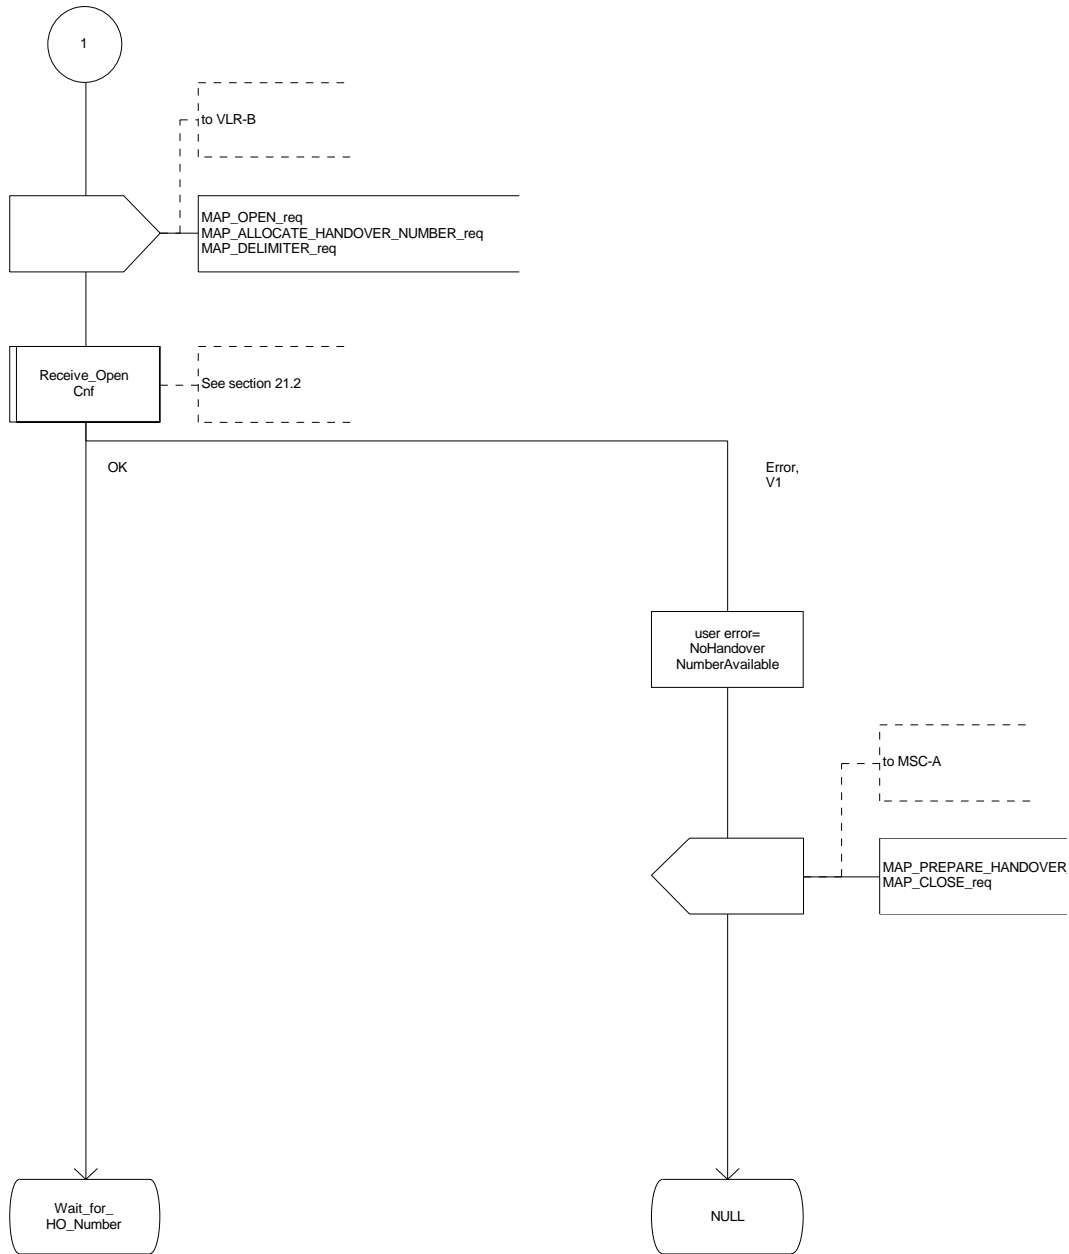 1
to VLR-B
MAP_OPEN_req
MAP_ALLOCATE_HANDOVER_NUMBER_req
MAP_DELIMITER_req
Receive_Open
Cnf
See section 21.2
OK
Error,
V1
user error=
NoHandover
NumberAvailable
to MSC-A
MAP_PREPARE_HANDOVER_
MAP_CLOSE_req
Wait_for_
HO_Number
NULL